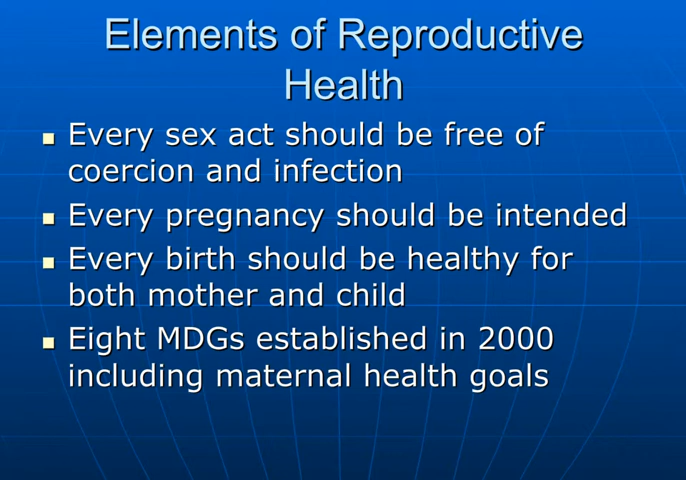 Elements of Reproductive
Health
Every sex act should be free of
coercion and infection
Every pregnancy should be intended
Every birth should be healthy for
both mother and child
Eight MDGs established in 2000
including maternal health goals